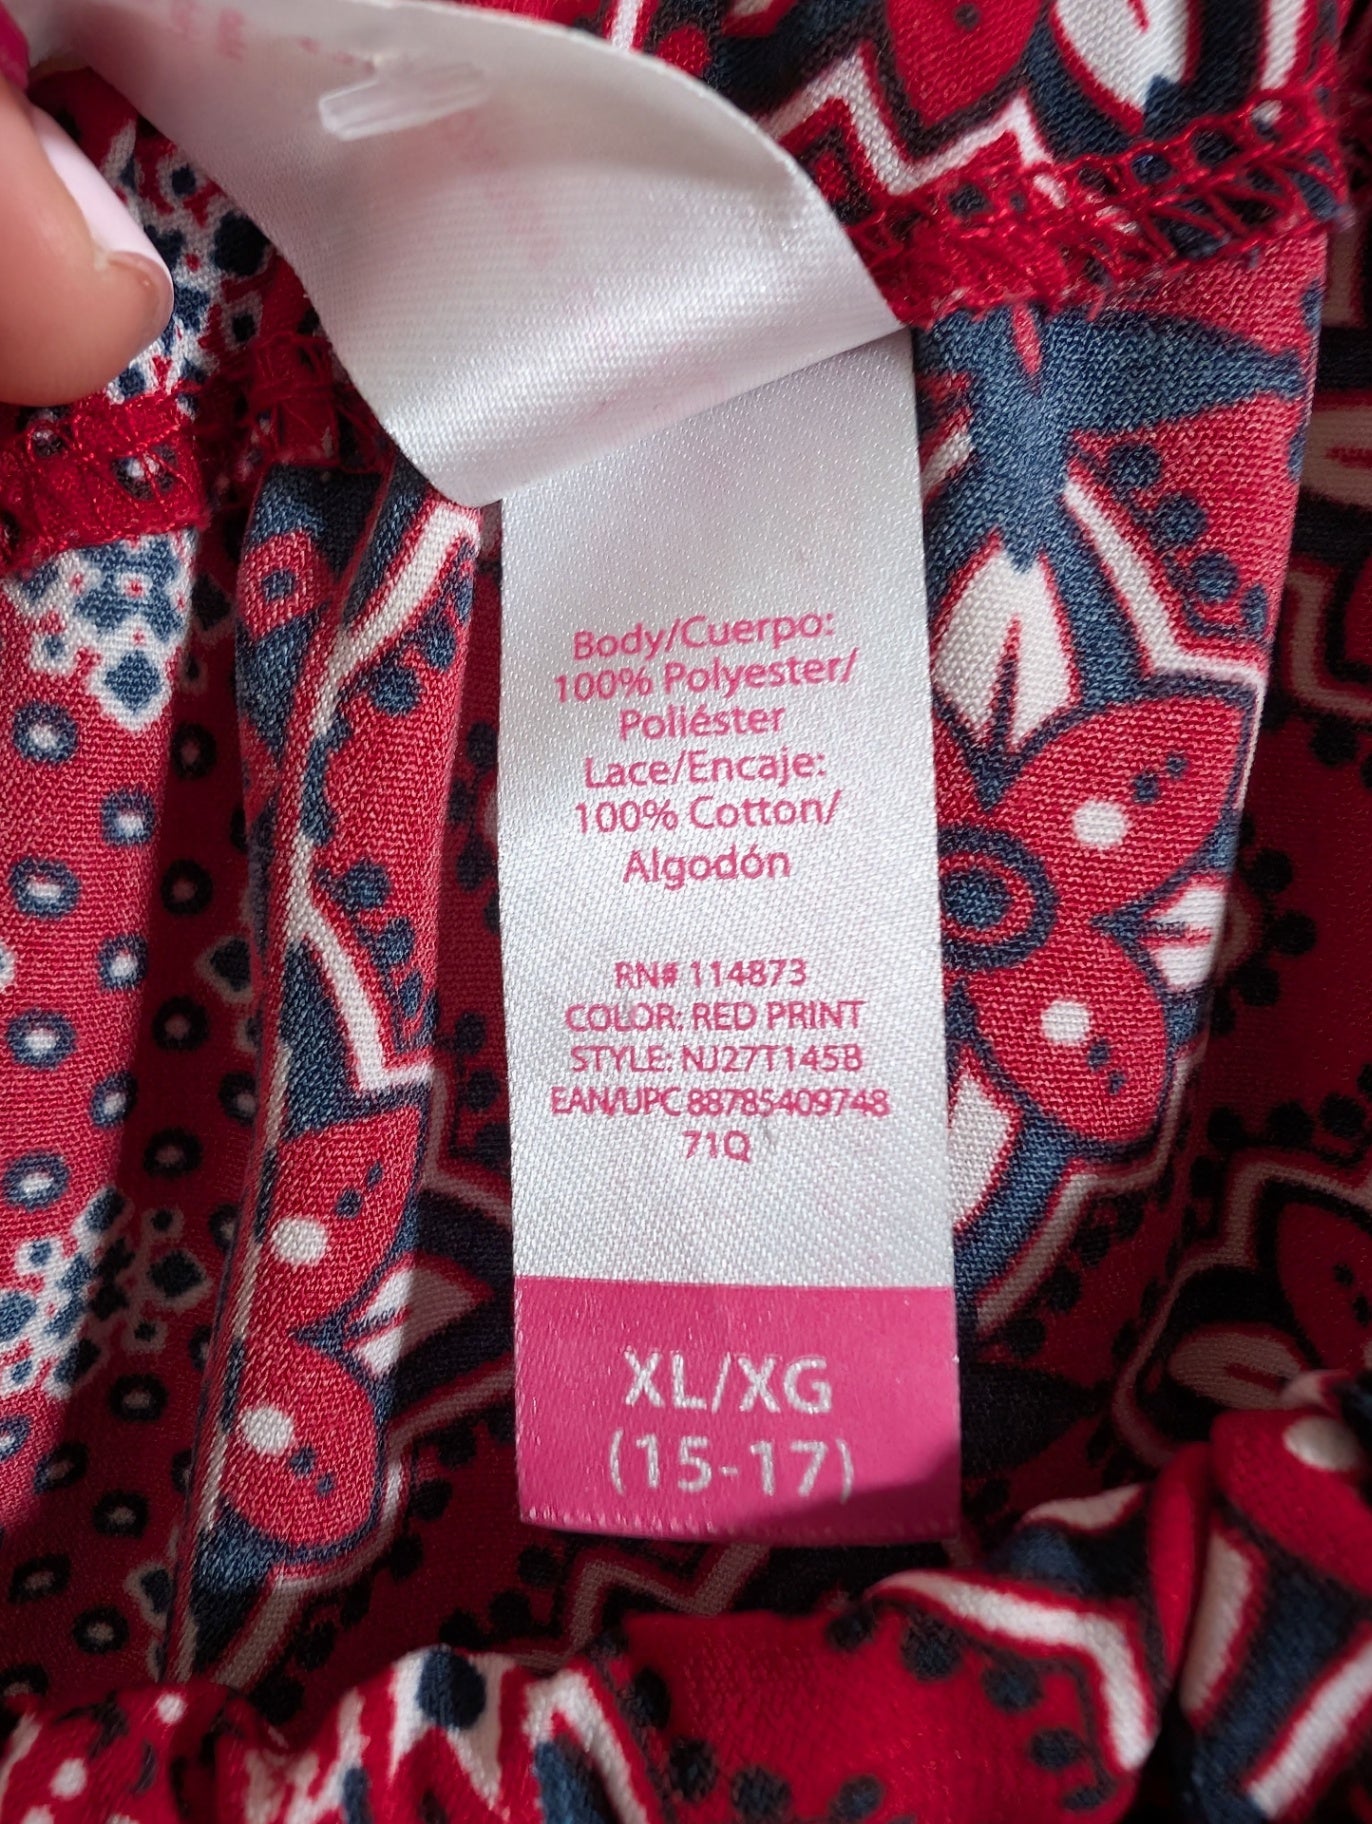 Body/Cuerpo:
100% Polyester/
Poliéster
Lace/Encaje:
100% Cotton/
Algodón
RN# 114873
COLOR: RED PRINT
STYLE: NJ27T145B
EAN/UPC 88785409748
71Q
XL/XG
(15-17)